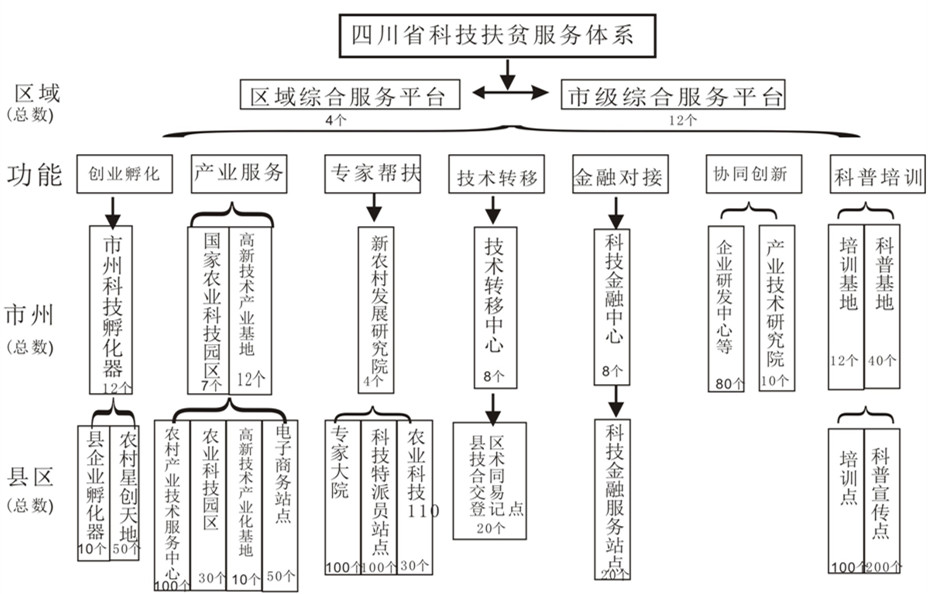 四川省科技扶贫服务体系
区域
(总数)
区域综合服务平台
4个
市级综合服务平台
12个
功能
创业孵化
产业服务
专家帮扶
技术转移
金融对接
协同创新
科普培训
市州
(总数)
市州科技孵化器
12个
国家农业科技园区
7个
高新技术产业基地
12个
新农村发展研究院
4个
技术转移中心
8个
科技金融中心
8个
企业研发中心等
80个
产业技术研究院
10个
培训基地
12个
科普基地
40个
县区
(总数)
县企业孵化器
10个
农村星创天地
50个
农村产业技术服务中心
100个
农业科技园区
30个
高新技术产业化基地
10个
电子商务站点
50个
专家大院
100个
科技特派员站点
100个
农业科技110
30个
县区
技术
合同
交易
登记点
20个
科技金融服务站点
20个
培训点
100个
科普宣传点
200个